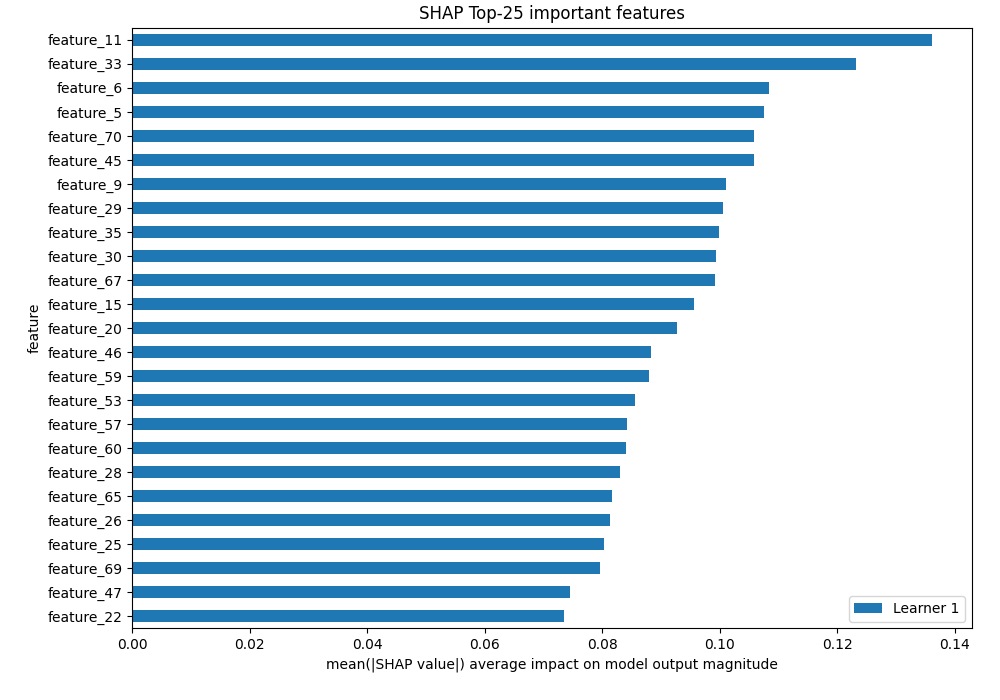 SHAP Top-25 important features
feature_11
feature_33
feature_6
feature_5
feature_70
feature_45
feature_9
feature_29
feature_35
feature_30
feature_67
feature_15
feature_20
feature_46
feature_59
feature_53
feature_57
feature_60
feature_28
feature_65
feature_26
feature_25
feature_69
feature_47
feature_22
feature
Learner 1
0.00 0.02 0.04 0.06 0.08 0.10 0.12 0.14
mean(|SHAP value|) average impact on model output magnitude